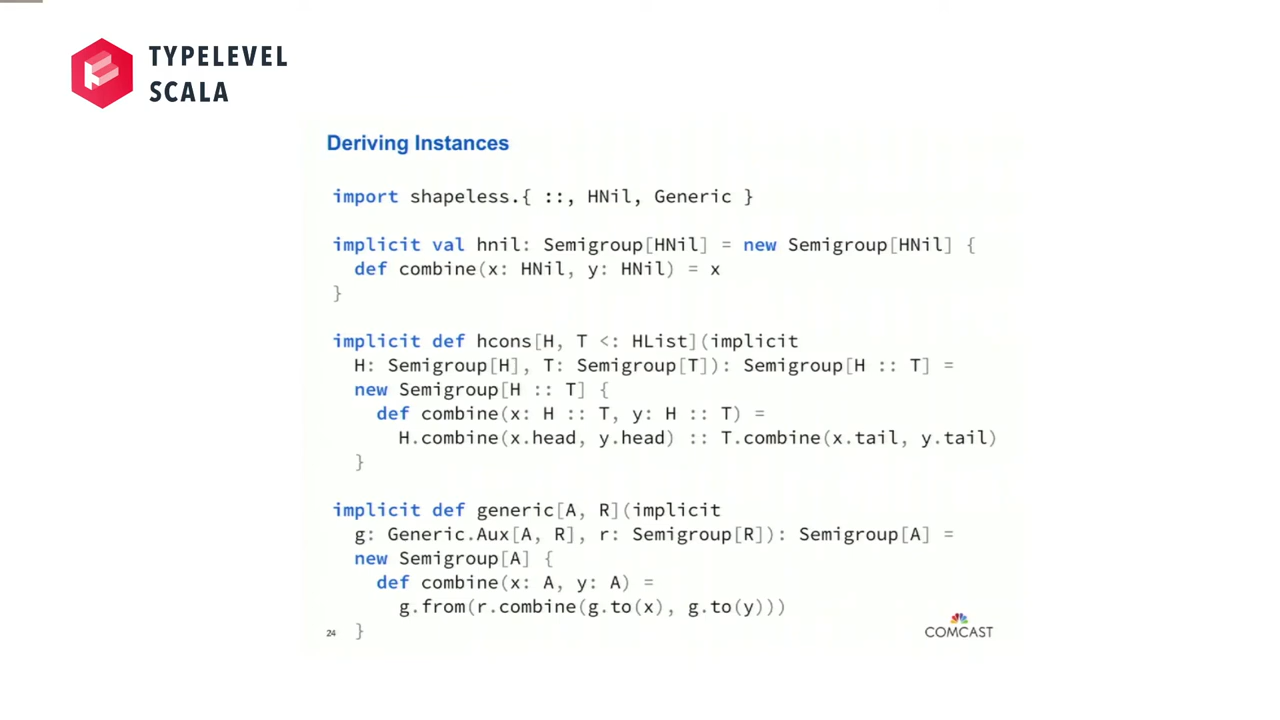 TYPELEVEL
SCALA
Deriving Instances
import shapeless.{ ::, HNil, Generic }
implicit val hnil: Semigroup[HNil] = new Semigroup[HNil] {
  def combine(x: HNil, y: HNil) = x
}
implicit def hcons[H, T <: HList](implicit
  H: Semigroup[H], T: Semigroup[T]): Semigroup[H :: T] =
  new Semigroup[H :: T] {
    def combine(x: H :: T, y: H :: T) =
      H.combine(x.head, y.head) :: T.combine(x.tail, y.tail)
  }
implicit def generic[A, R](implicit
  g: Generic.Aux[A, R], r: Semigroup[R]): Semigroup[A] =
  new Semigroup[A] {
    def combine(x: A, y: A) =
      g.from(r.combine(g.to(x), g.to(y)))
  }
24
COMCAST